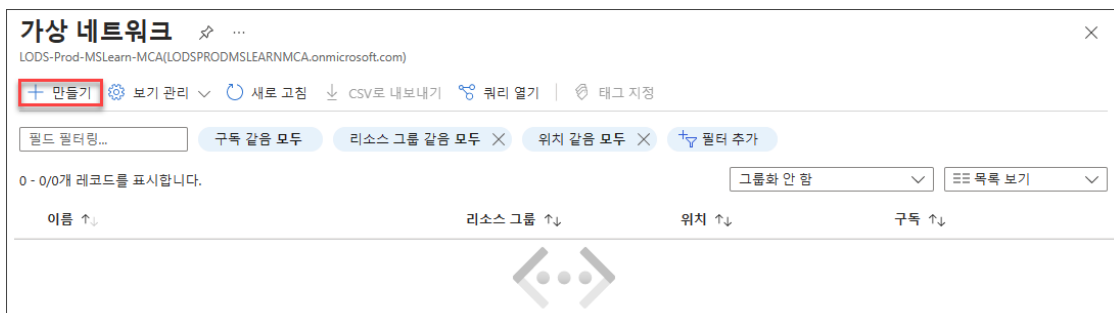 가상 네트워크
LODS-Prod-MSLearn-MCA(LODSPRODMSLEARNMCA.onmicrosoft.com)
만들기 보기 관리 새로 고침 CSV로 내보내기 쿼리 열기 태그 지정
필드 필터링... 구독 같음 모두 리소스 그룹 같음 모두 위치 같음 모두 필터 추가
0 - 0/0개 레코드를 표시합니다. 그룹화 안 함 목록 보기
이름 리소스 그룹 위치 구독